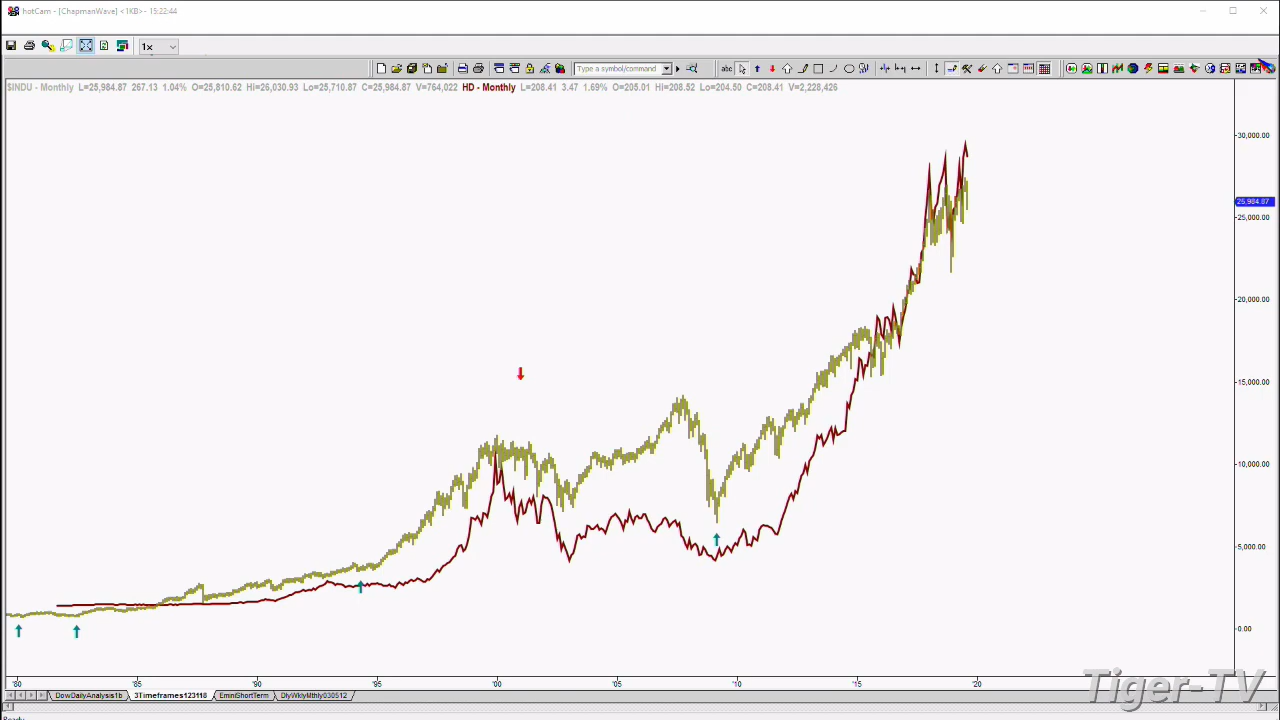 hotCam - [ChapmanWave] <1KB> - 15:22:44
1x
Type a symbol/command
abc
$INDU - Monthly L=25,984.87 267.13 1.04% O=25,810.62 Hi=26,030.93 Lo=25,710.87 C=25,984.87 V=764,022 HD - Monthly L=208.41 3.47 1.69% O=205.01 Hi=208.52 Lo=204.50 C=208.41 V=2,228,426
30,000.00
25,984.87
25,000.00
20,000.00
15,000.00
10,000.00
5,000.00
0.00
'80 '85 '90 '95 '00 '05 '10 '15 '20
DowDailyAnalysis1b 3Timeframes123118 EminiShortTerm DlyWklyMthly030512
Tiger-TV
Ready